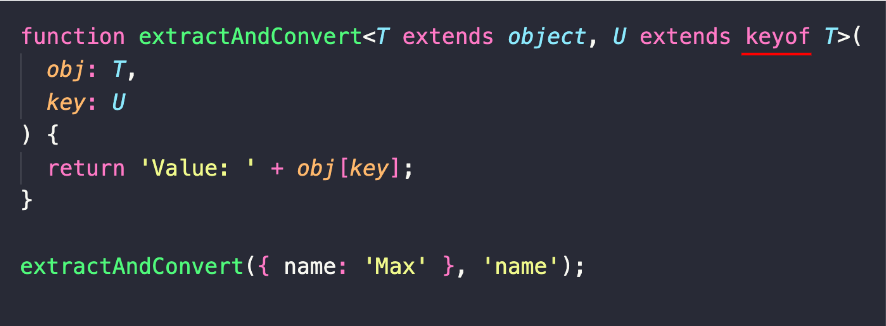 function extractAndConvert<T extends object, U extends keyof T>(
  obj: T,
  key: U
) {
  return 'Value: ' + obj[key];
}

extractAndConvert({ name: 'Max' }, 'name');